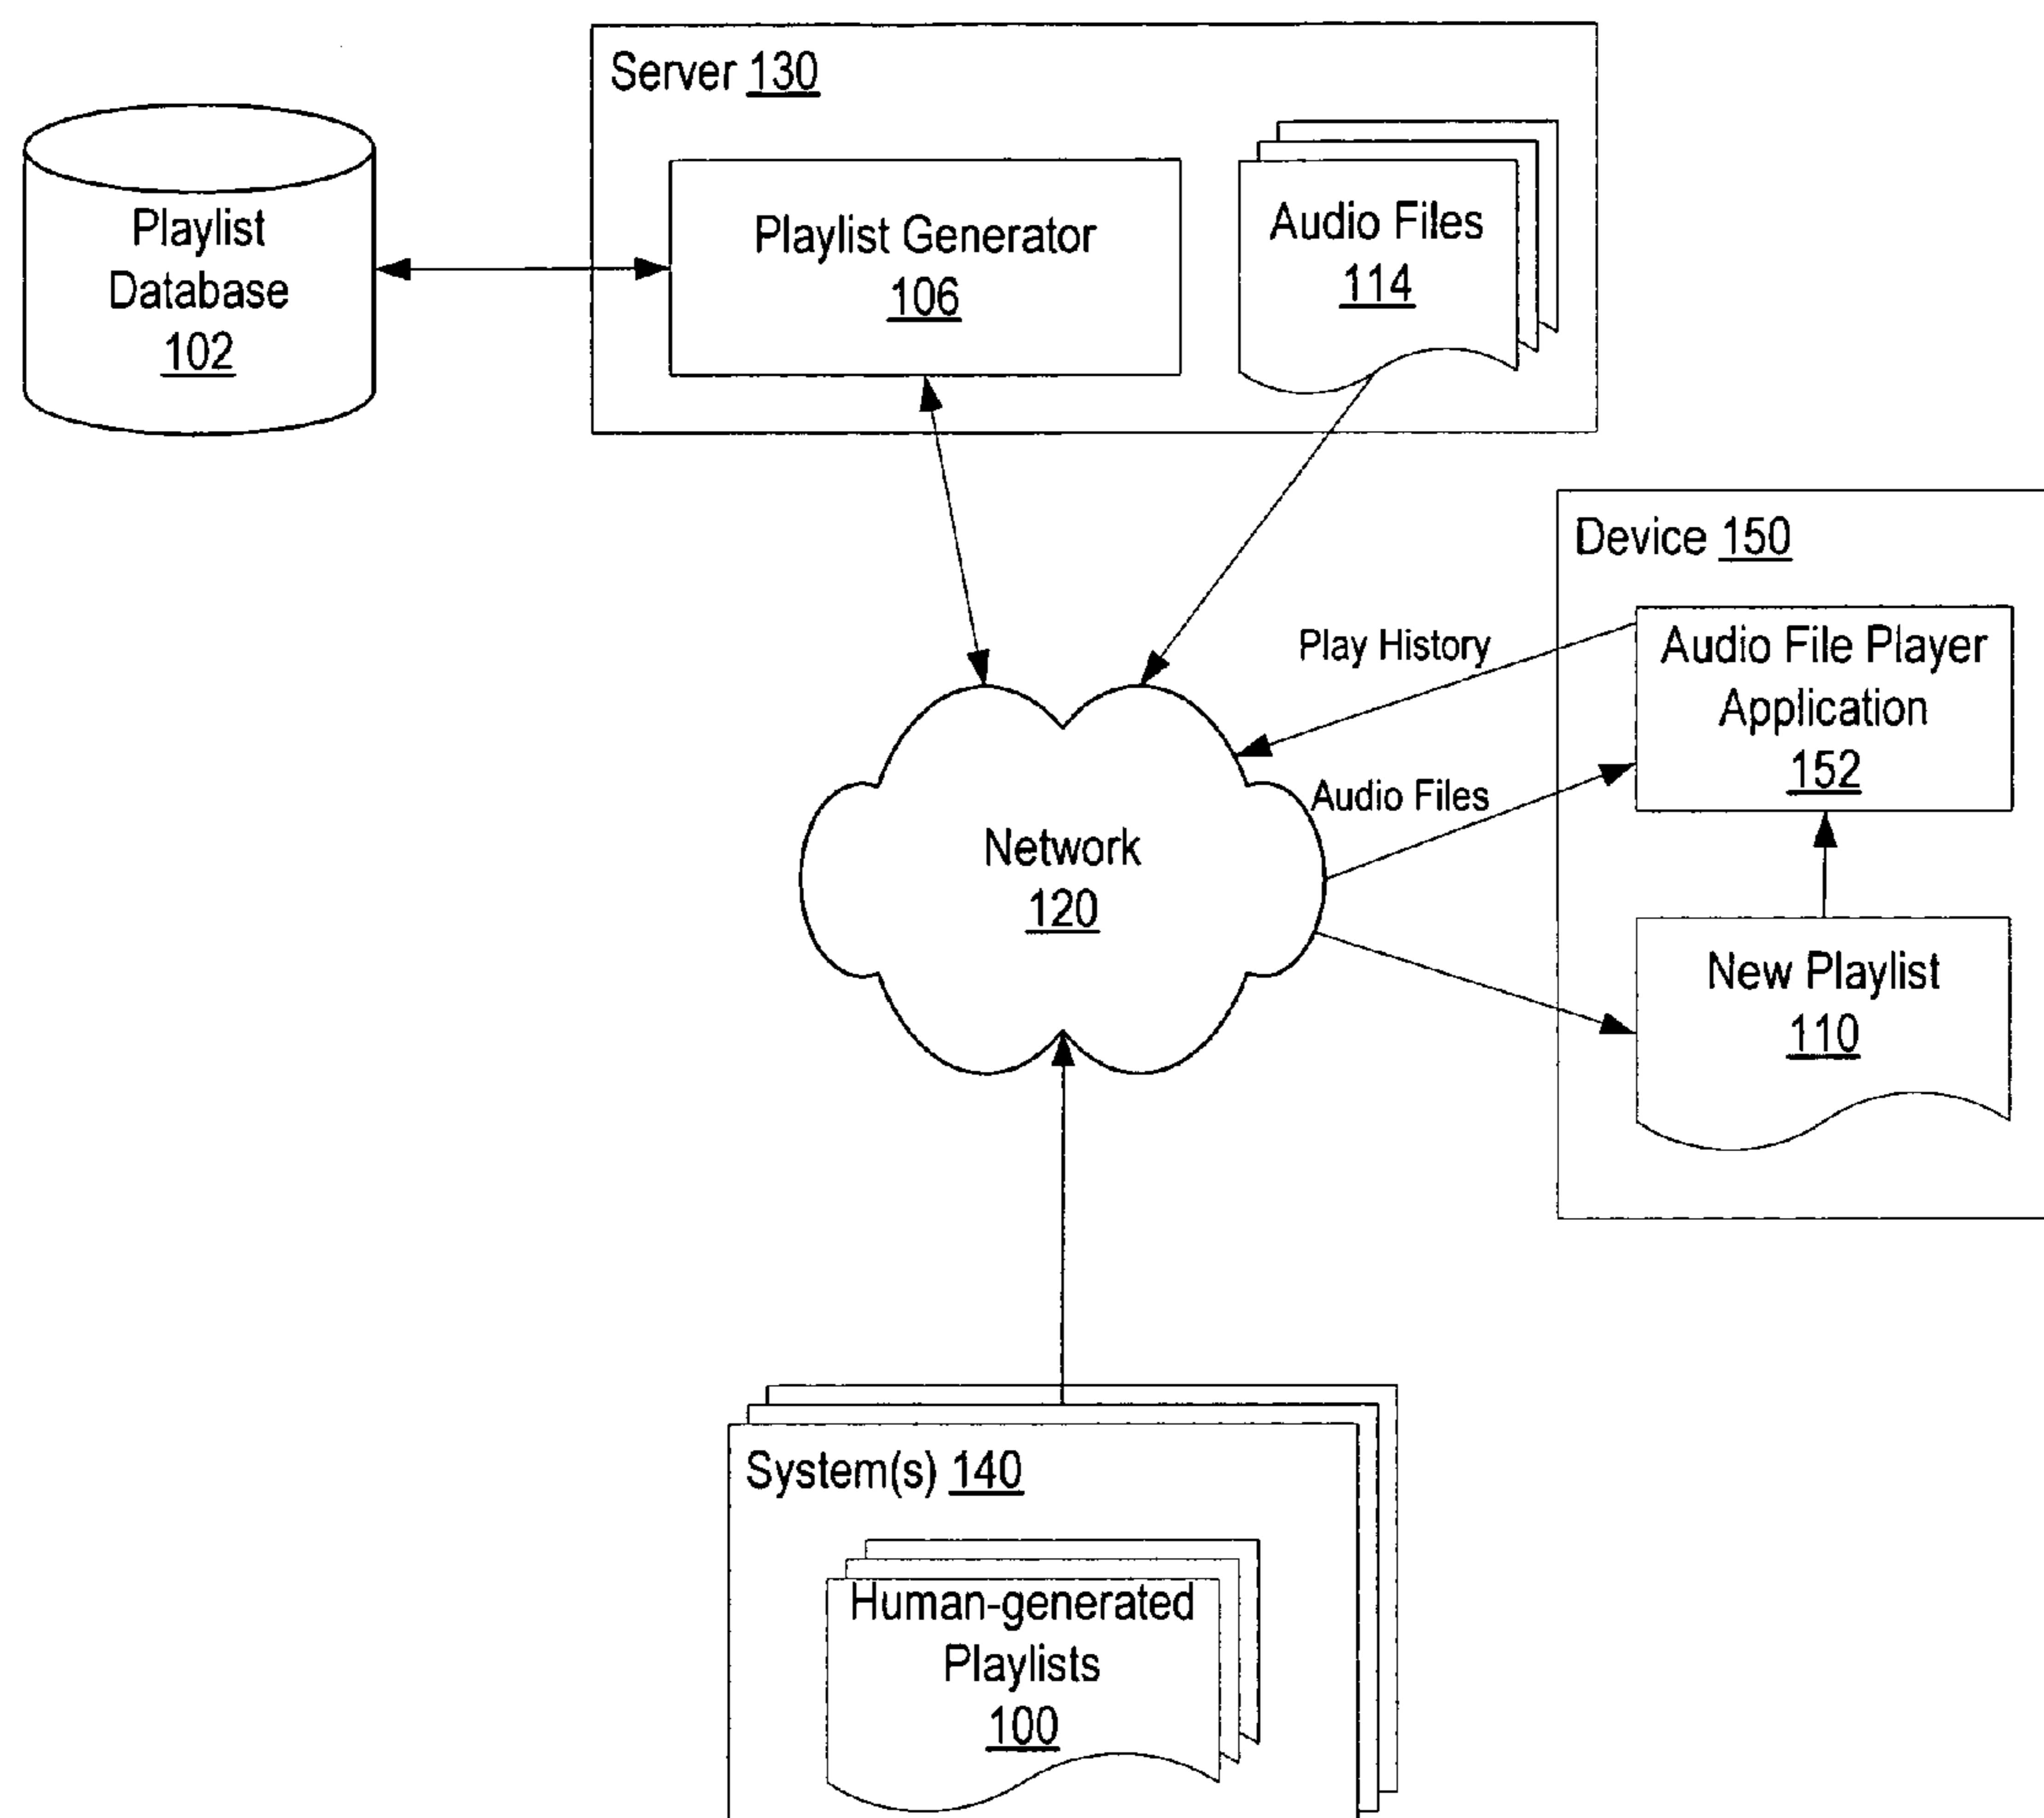 Server 130
Playlist
Database
102
Playlist Generator
106
Audio Files
114
Device 150
Play History
Audio File Player
Application
152
Audio Files
Network
120
New Playlist
110
System(s) 140
Human-generated
Playlists
100